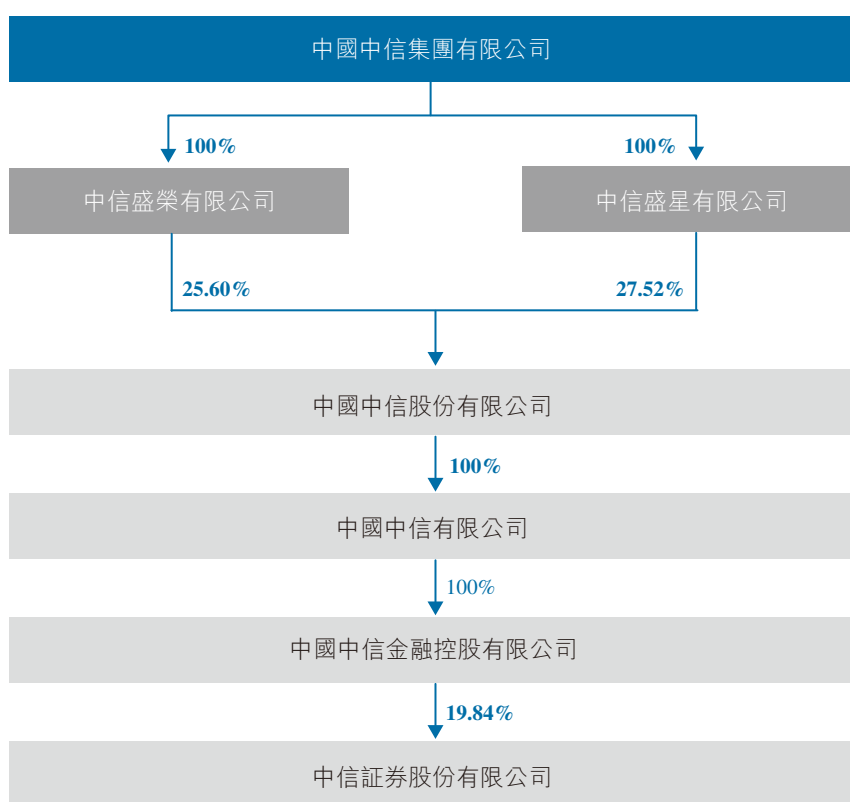 中國中信集團有限公司
100%
100%
中信盛榮有限公司
中信盛星有限公司
25.60%
27.52%
中國中信股份有限公司
100%
中國中信有限公司
100%
中國中信金融控股有限公司
19.84%
中信証券股份有限公司